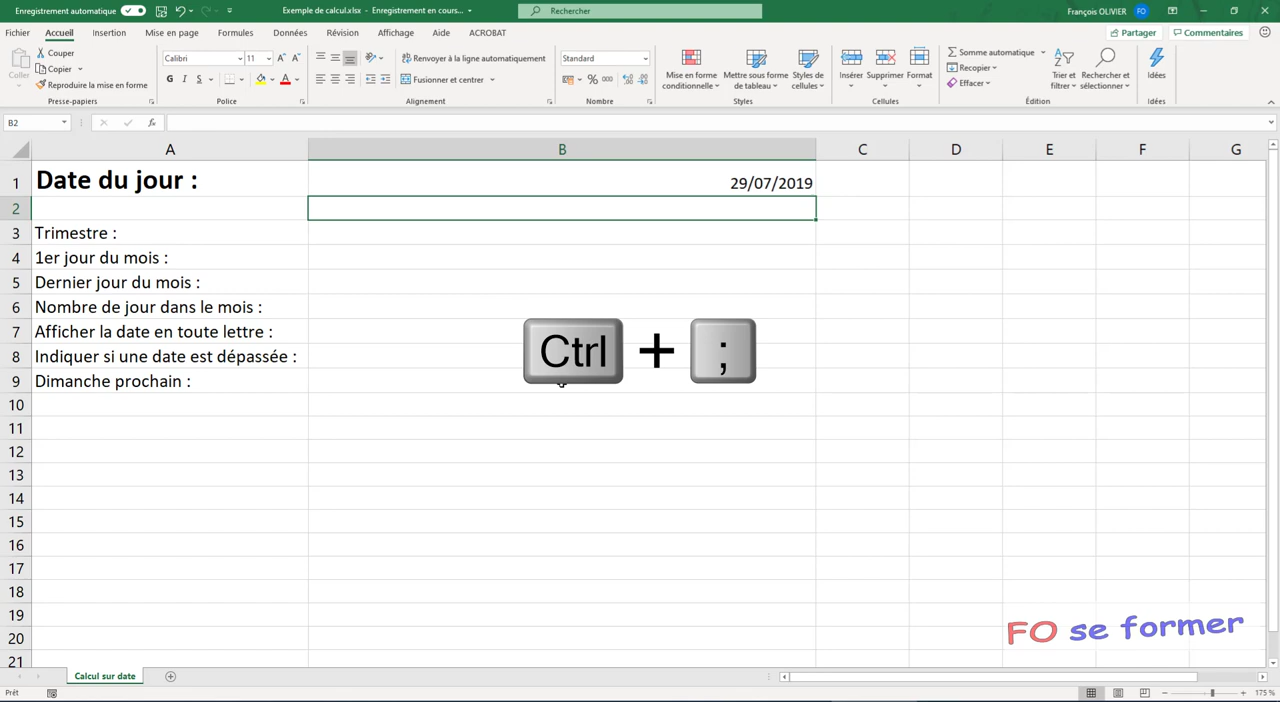 Enregistrement automatique
Exemple de calcul.xlsx - Enregistrement en cours...
Rechercher
François OLIVIER
FO
Fichier Accueil Insertion Mise en page Formules Données Révision Affichage Aide ACROBAT
Partager
Commentaires
Coller
Couper
Copier
Reproduire la mise en forme
Presse-papiers
Calibri 11
G I S
Police
Renvoyer à la ligne automatiquement
Fusionner et centrer
Alignement
Standard
% 000
Nombre
Mise en forme conditionnelle
Mettre sous forme de tableau
Styles de cellules
Styles
Insérer
Supprimer
Format
Cellules
Somme automatique
Recopier
Effacer
Trier et filtrer
Rechercher et sélectionner
Édition
Idées
Idées
B2
fx
A B C D E F G
1 Date du jour : 29/07/2019
2
3 Trimestre :
4 1er jour du mois :
5 Dernier jour du mois :
6 Nombre de jour dans le mois :
7 Afficher la date en toute lettre :
8 Indiquer si une date est dépassée :
9 Dimanche prochain :
10
11
12
13
14
15
16
17
18
19
20
21
Ctrl + ;
FO se former
Calcul sur date
Prêt
175 %